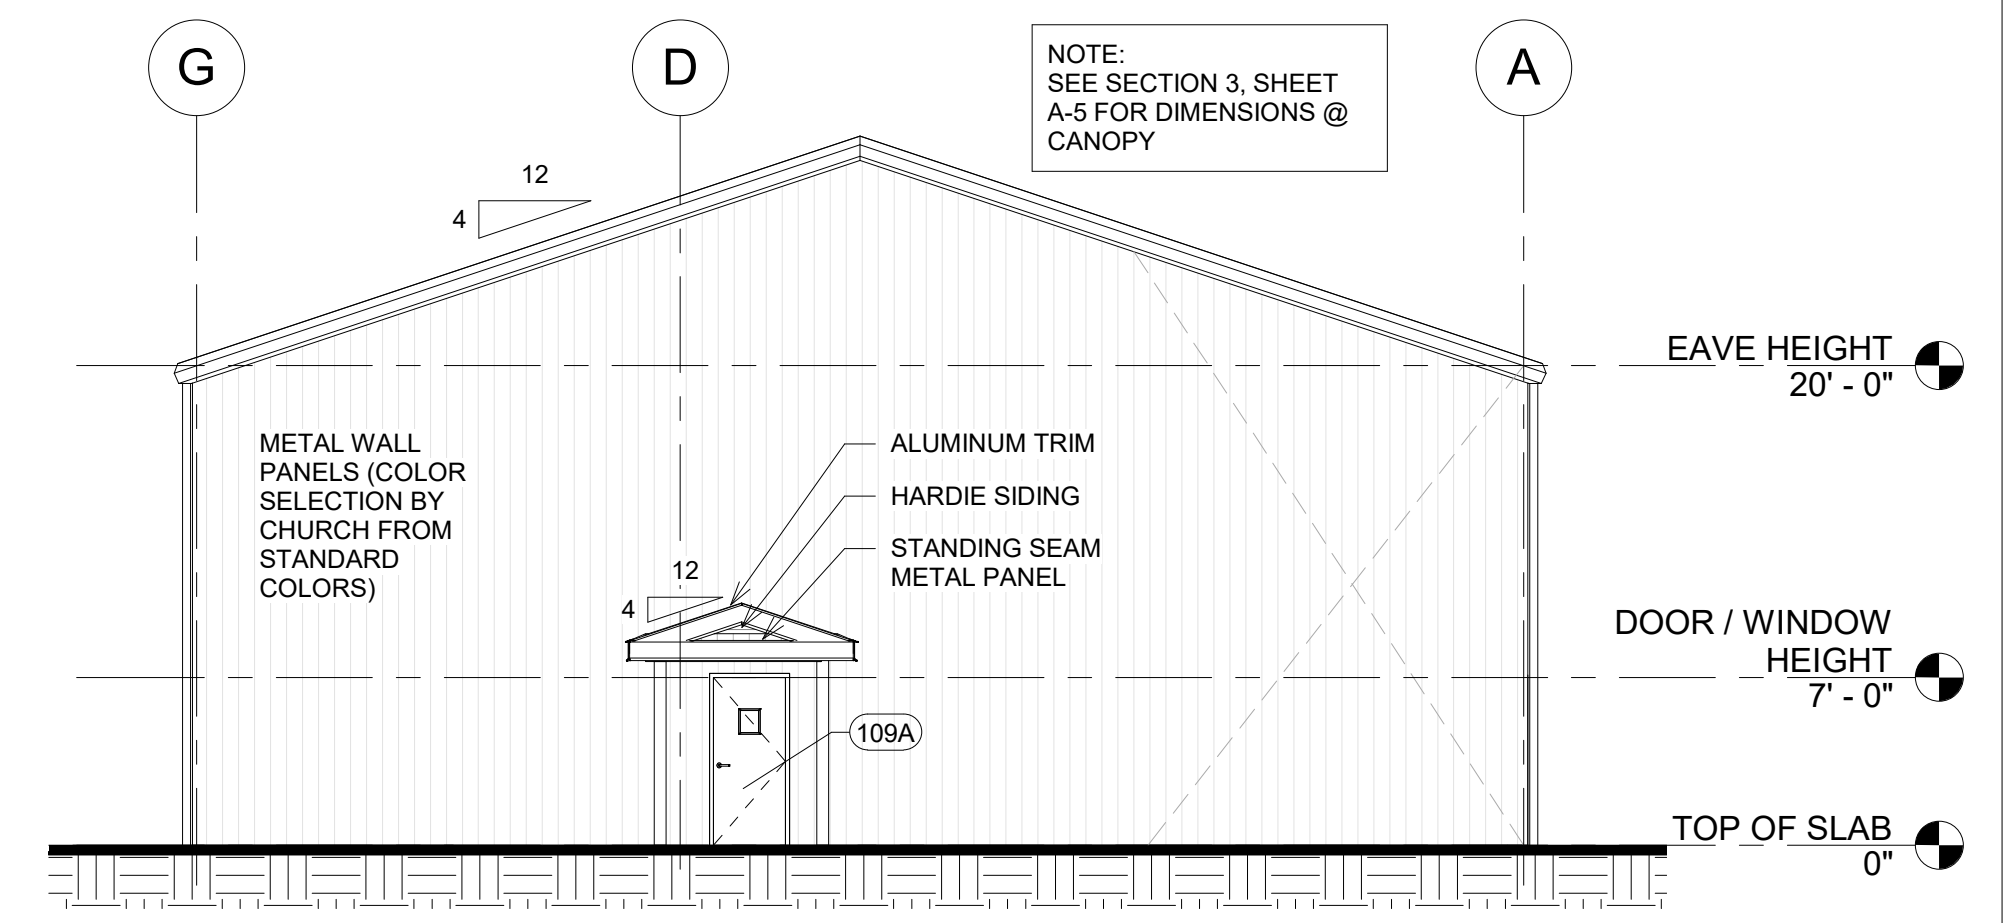 G
D
A
NOTE:
SEE SECTION 3, SHEET
A-5 FOR DIMENSIONS @
CANOPY
12
4
EAVE HEIGHT
20' - 0"
METAL WALL
PANELS (COLOR
SELECTION BY
CHURCH FROM
STANDARD
COLORS)
ALUMINUM TRIM
HARDIE SIDING
STANDING SEAM
METAL PANEL
12
4
DOOR / WINDOW
HEIGHT
7' - 0"
109A
TOP OF SLAB
0"